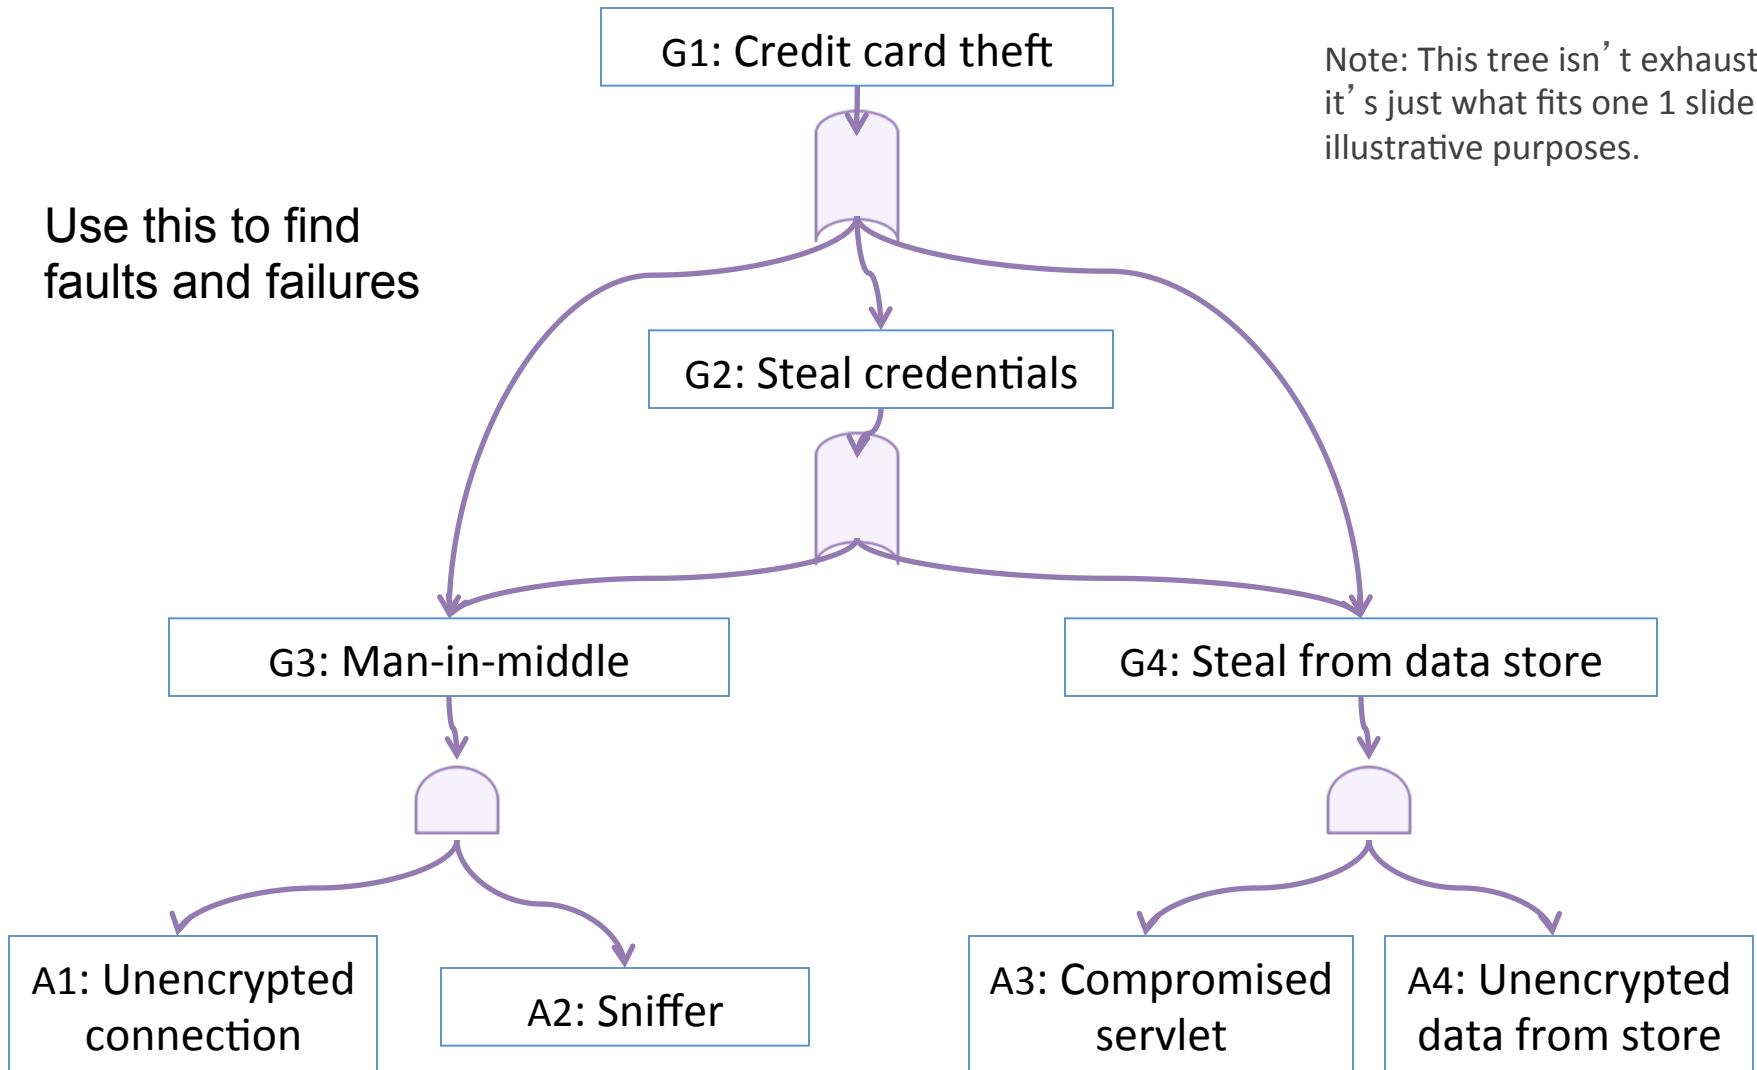 G1: Credit card theft
Note: This tree isn’t exhaust
it’s just what fits one 1 slide
illustrative purposes.
Use this to find
faults and failures
G2: Steal credentials
G3: Man-in-middle
G4: Steal from data store
A1: Unencrypted
connection
A2: Sniffer
A3: Compromised
servlet
A4: Unencrypted
data from store